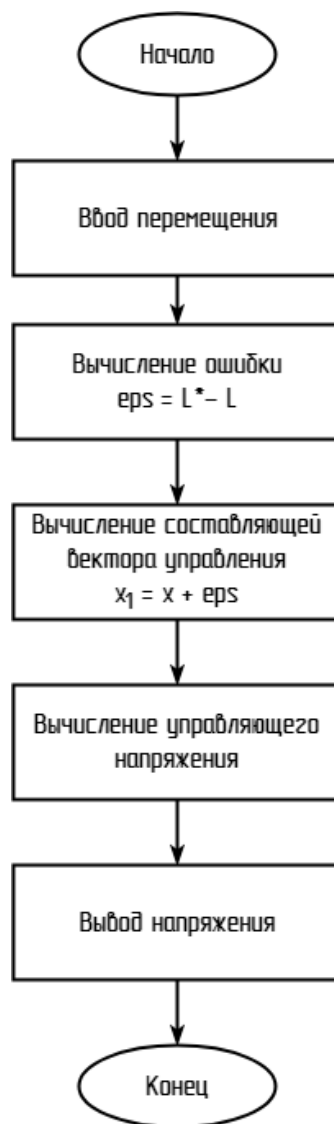 Начало
Ввод перемещения
Вычисление ошибки
eps = L* – L
Вычисление составляющей
вектора управления
x₁ = x + eps
Вычисление управляющего
напряжения
Вывод напряжения
Конец